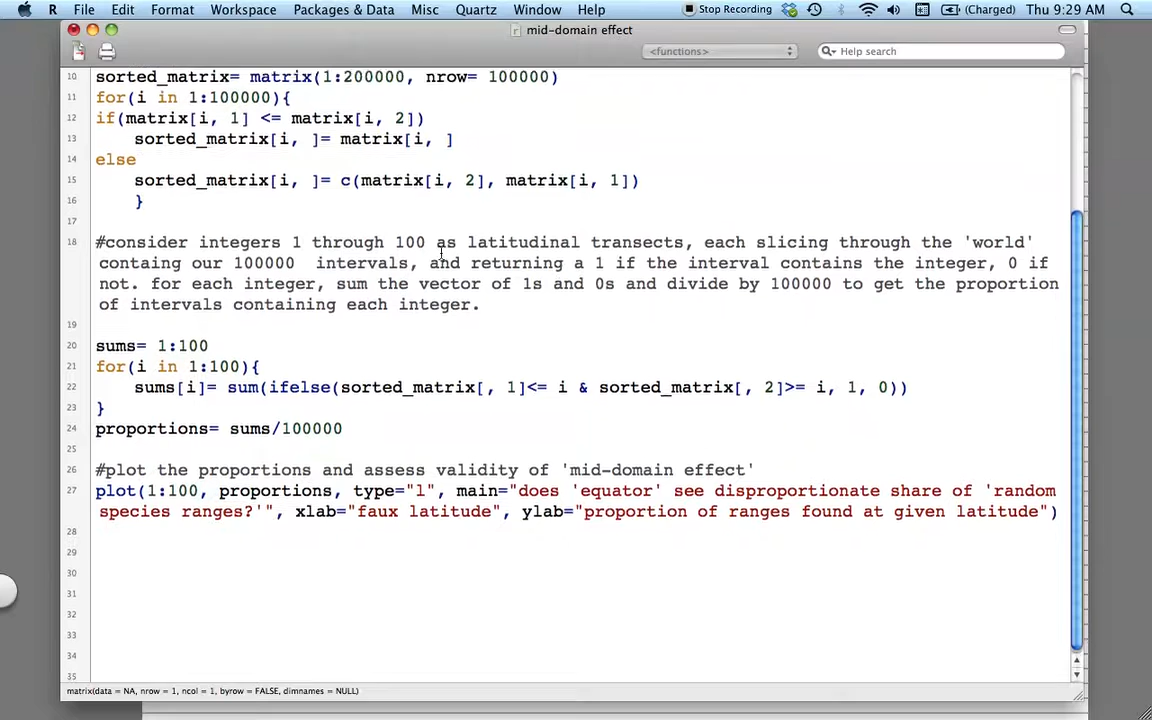 R File Edit Format Workspace Packages & Data Misc Quartz Window Help Stop Recording (Charged) Thu 9:29 AM
mid-domain effect
<functions> Help search
10 sorted_matrix= matrix(1:200000, nrow= 100000)
11 for(i in 1:100000){
12 if(matrix[i, 1] <= matrix[i, 2])
13 sorted_matrix[i, ]= matrix[i, ]
14 else
15 sorted_matrix[i, ]= c(matrix[i, 2], matrix[i, 1])
16 }
17
18 #consider integers 1 through 100 as latitudinal transects, each slicing through the 'world'
containg our 100000 intervals, and returning a 1 if the interval contains the integer, 0 if
not. for each integer, sum the vector of 1s and 0s and divide by 100000 to get the proportion
of intervals containing each integer.
19
20 sums= 1:100
21 for(i in 1:100){
22 sums[i]= sum(ifelse(sorted_matrix[, 1]<= i & sorted_matrix[, 2]>= i, 1, 0))
23 }
24 proportions= sums/100000
25
26 #plot the proportions and assess validity of 'mid-domain effect'
27 plot(1:100, proportions, type="l", main="does 'equator' see disproportionate share of 'random
species ranges?'", xlab="faux latitude", ylab="proportion of ranges found at given latitude")
28
29
30
31
32
33
34
35
matrix(data = NA, nrow = 1, ncol = 1, byrow = FALSE, dimnames = NULL)